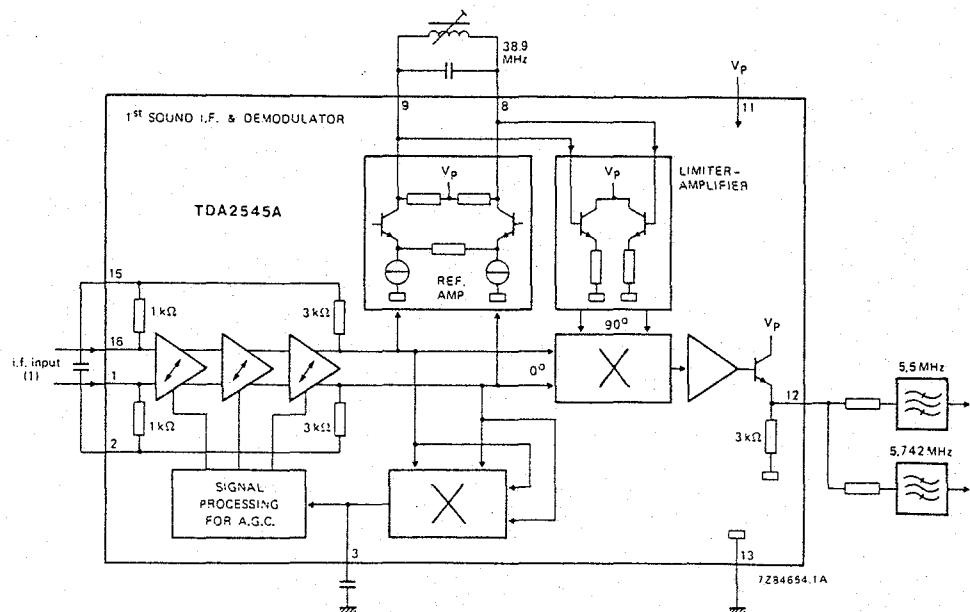 38.9
MHz
9
8
Vp
11
1st SOUND I.F. & DEMODULATOR
LIMITER-
AMPLIFIER
Vp
Vp
TDA2545A
REF.
AMP.
15
1kΩ
3kΩ
16
i.f. input
(1)
1
90°
0°
Vp
12
5,5 MHz
1kΩ
3kΩ
3kΩ
2
5,742 MHz
SIGNAL
PROCESSING
FOR A.G.C.
3
13
7Z84654.1A